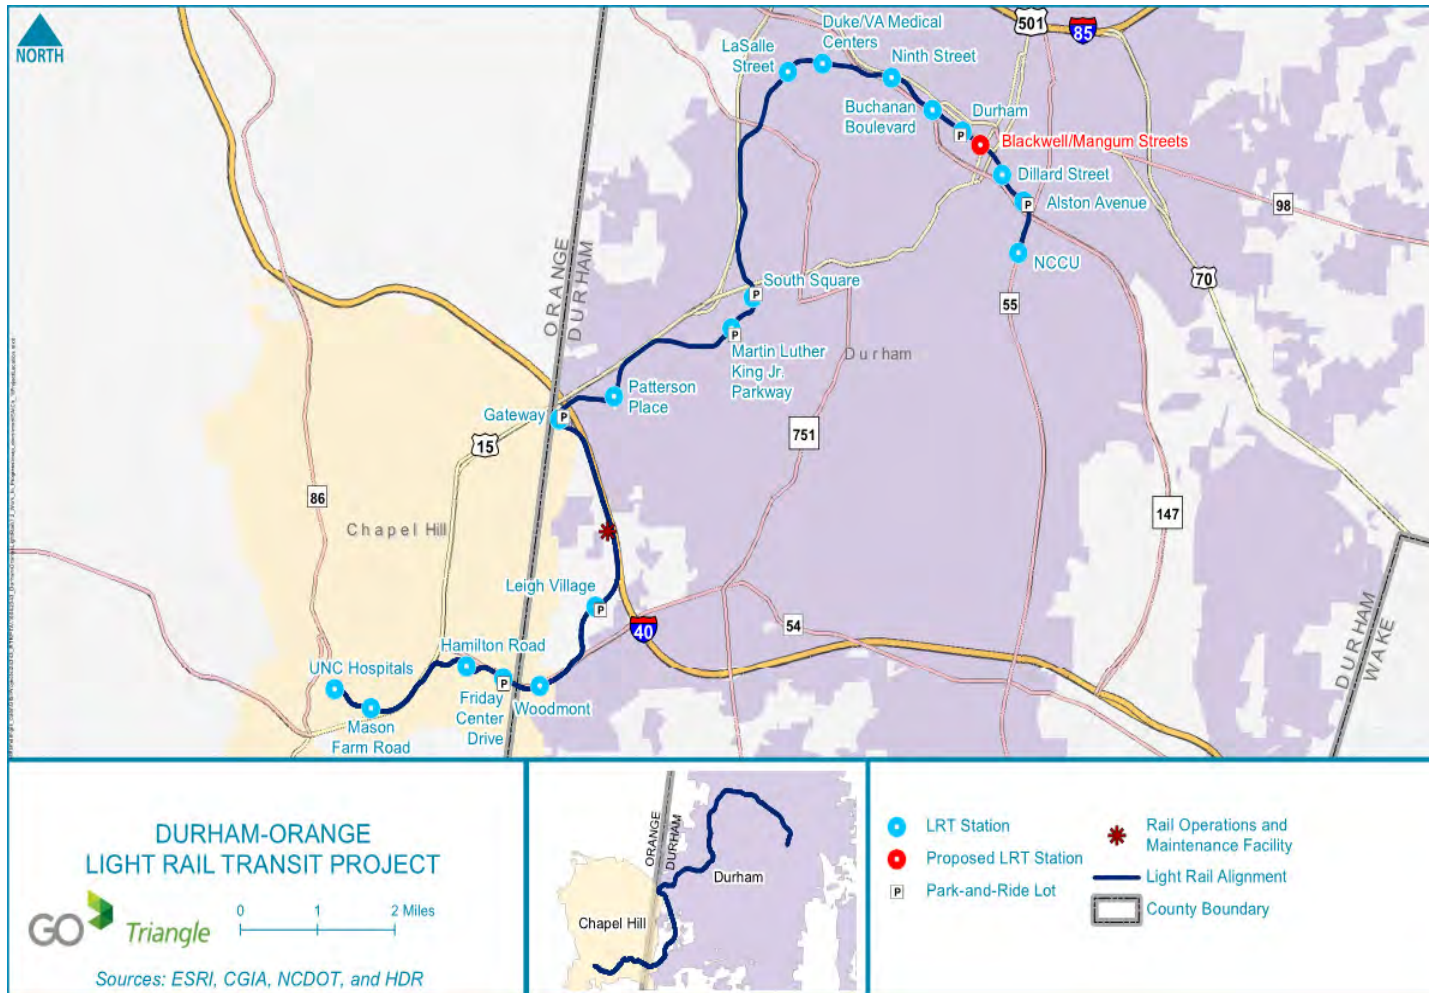 NORTH
501
85
Duke/VA Medical
Centers
LaSalle
Street
Ninth Street
Buchanan
Boulevard
Durham
P
Blackwell/Mangum Streets
Dillard Street
P
Alston Avenue
98
NCCU
ORANGE
DURHAM
South Square
P
70
55
P
Martin Luther
King Jr.
Parkway
Durham
Patterson
Place
Gateway
P
15
751
86
147
Chapel Hill
Leigh Village
P
40
54
DURHAM
WAKE
Hamilton Road
UNC Hospitals
P
Friday
Center
Drive
Woodmont
Mason
Farm Road
DURHAM-ORANGE
LIGHT RAIL TRANSIT PROJECT
GO Triangle
0 1 2 Miles
Sources: ESRI, CGIA, NCDOT, and HDR
ORANGE
DURHAM
Durham
Chapel Hill
LRT Station
Proposed LRT Station
P Park-and-Ride Lot
Rail Operations and
Maintenance Facility
Light Rail Alignment
County Boundary